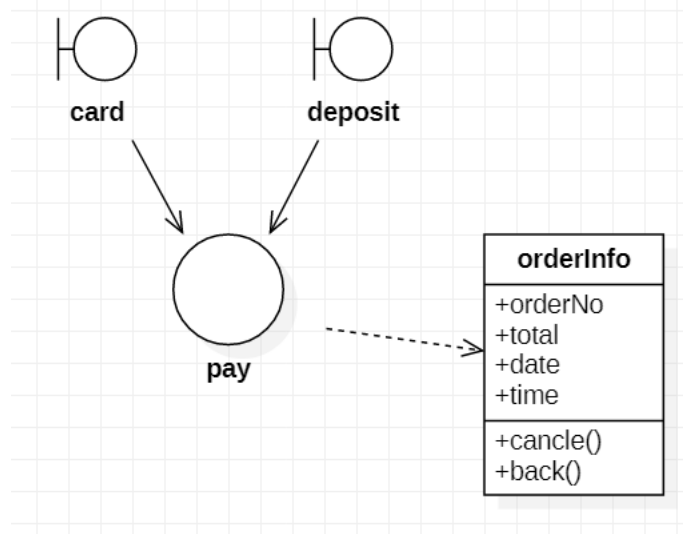 card
deposit
pay
orderInfo
+orderNo
+total
+date
+time
+cancle()
+back()